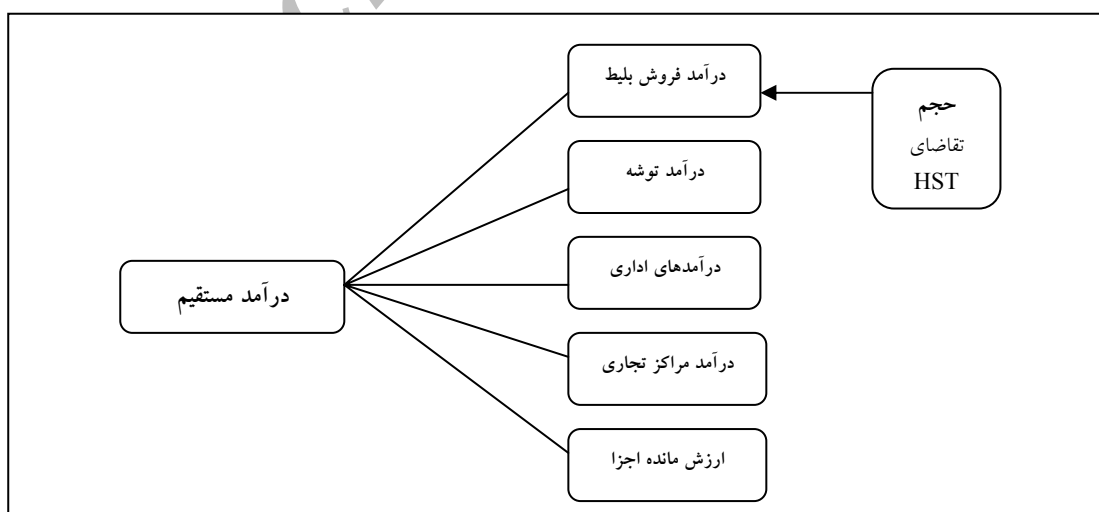 درآمد فروش بلیط
حجم
تقاضای
HST
درآمد توشه
درآمدهای اداری
درآمد مستقیم
درآمد مراکز تجاری
ارزش مانده اجزا